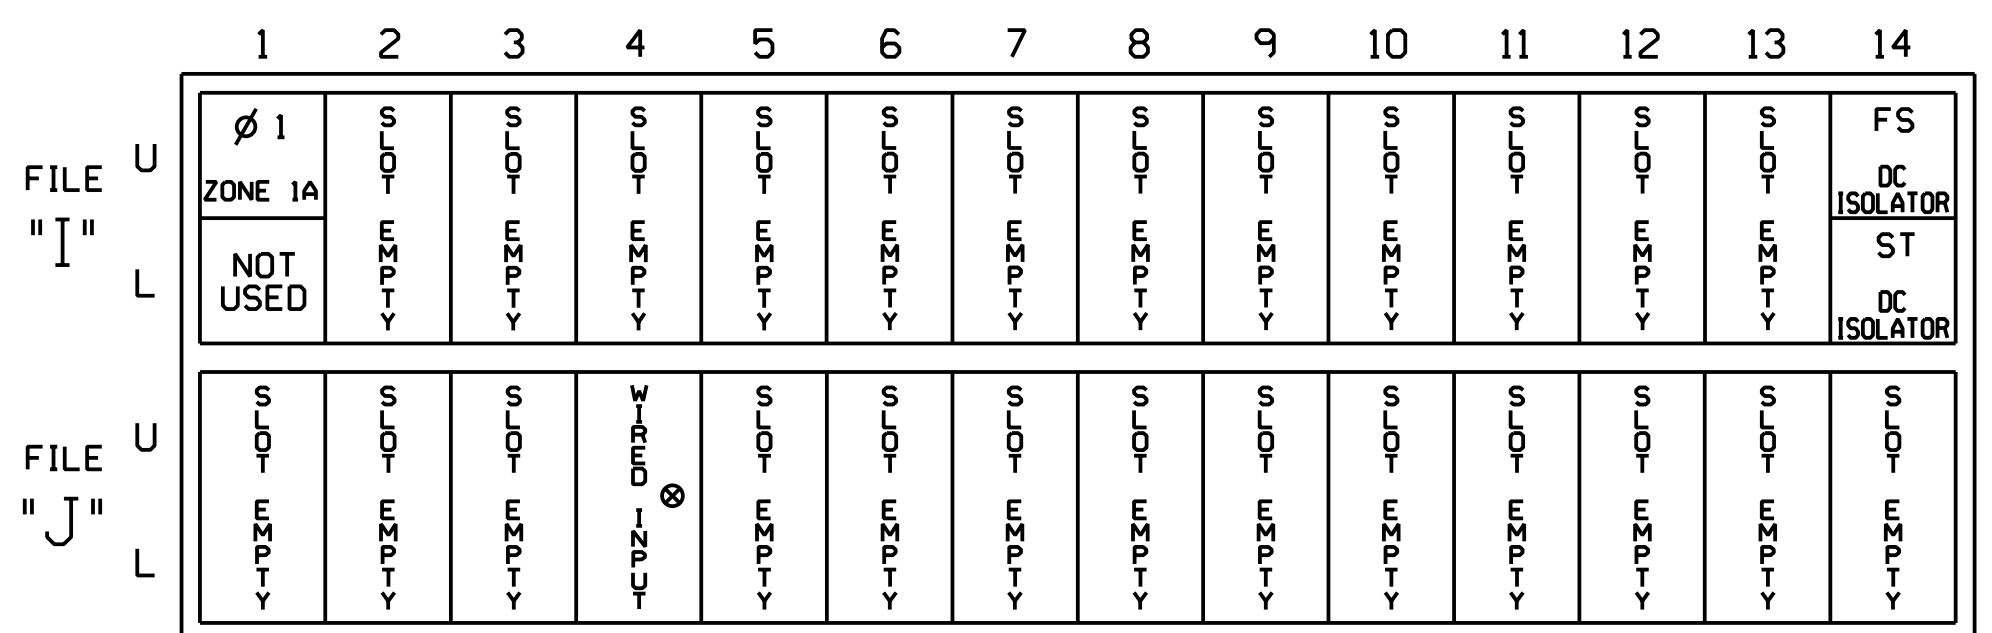 1 2 3 4 5 6 7 8 9 10 11 12 13 14
FILE "I"
U
L
Ø 1
ZONE 1A
NOT USED
SLOT EMPTY
SLOT EMPTY
SLOT EMPTY
SLOT EMPTY
SLOT EMPTY
SLOT EMPTY
SLOT EMPTY
SLOT EMPTY
SLOT EMPTY
SLOT EMPTY
SLOT EMPTY
SLOT EMPTY
FS
DC
ISOLATOR
ST
DC
ISOLATOR
FILE "J"
U
L
SLOT EMPTY
SLOT EMPTY
SLOT EMPTY
WIRED INPUT ⊗
SLOT EMPTY
SLOT EMPTY
SLOT EMPTY
SLOT EMPTY
SLOT EMPTY
SLOT EMPTY
SLOT EMPTY
SLOT EMPTY
SLOT EMPTY
SLOT EMPTY